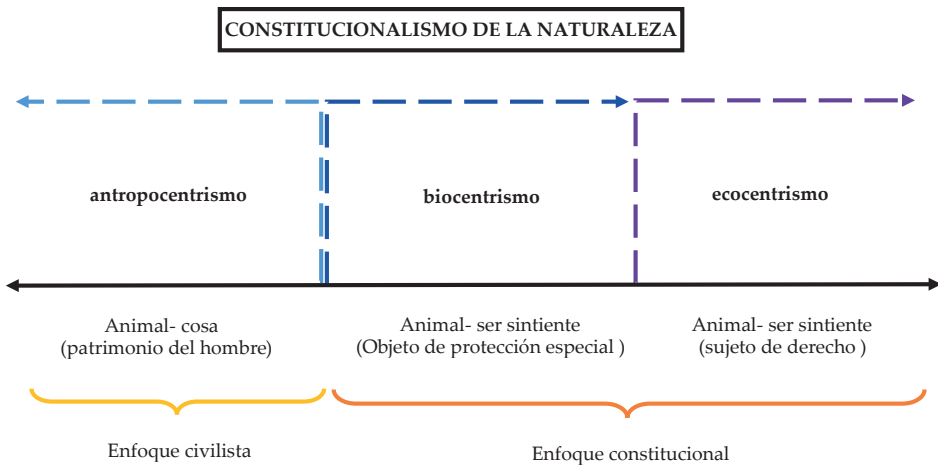 CONSTITUCIONALISMO DE LA NATURALEZA
antropocentrismo
biocentrismo
ecocentrismo
Animal- cosa
(patrimonio del hombre)
Animal- ser sintiente
(Objeto de protección especial )
Animal- ser sintiente
(sujeto de derecho )
Enfoque civilista
Enfoque constitucional